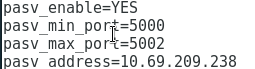 pasv_enable=YES
pasv_min_port=5000
pasv_max_port=5002
pasv_address=10.69.209.238